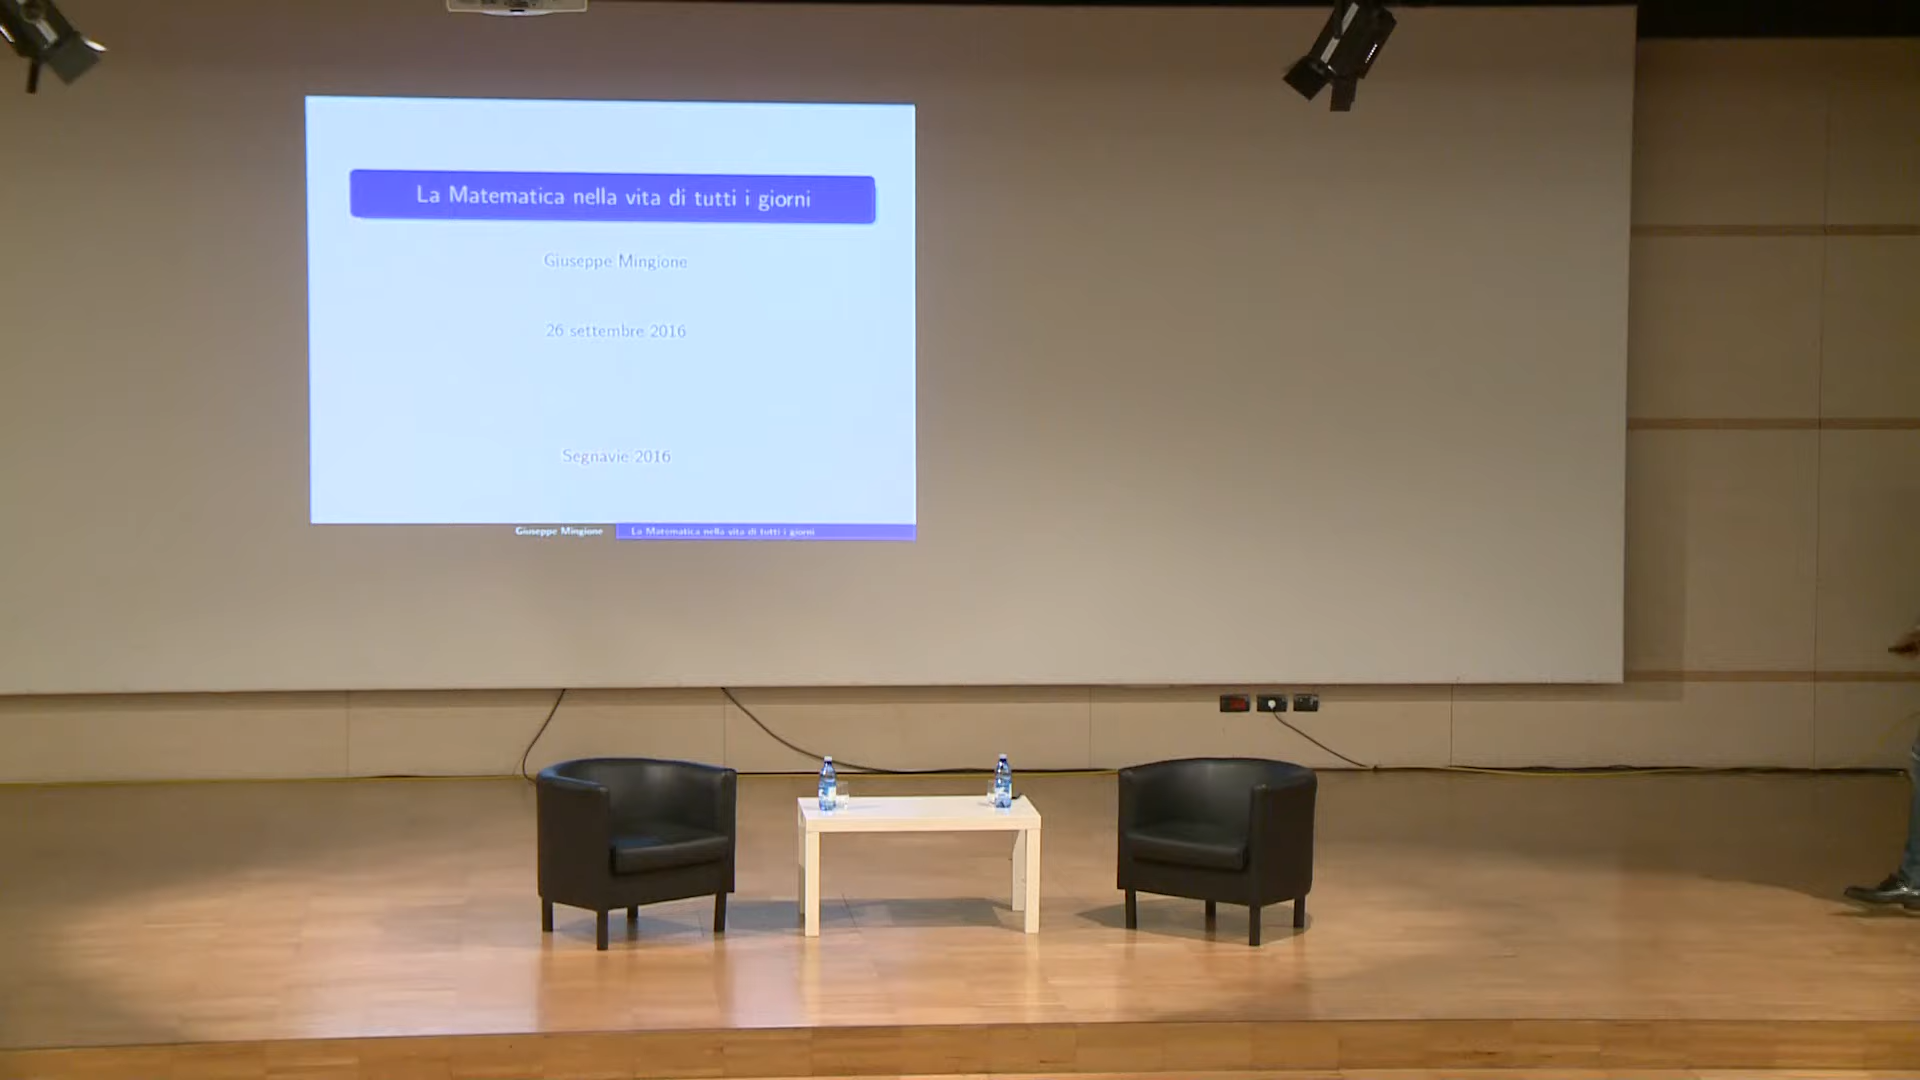 La Matematica nella vita di tutti i giorni
Giuseppe Mingione
26 settembre 2016
Segnavie 2016
Giuseppe Mingione La Matematica nella vita di tutti i giorni